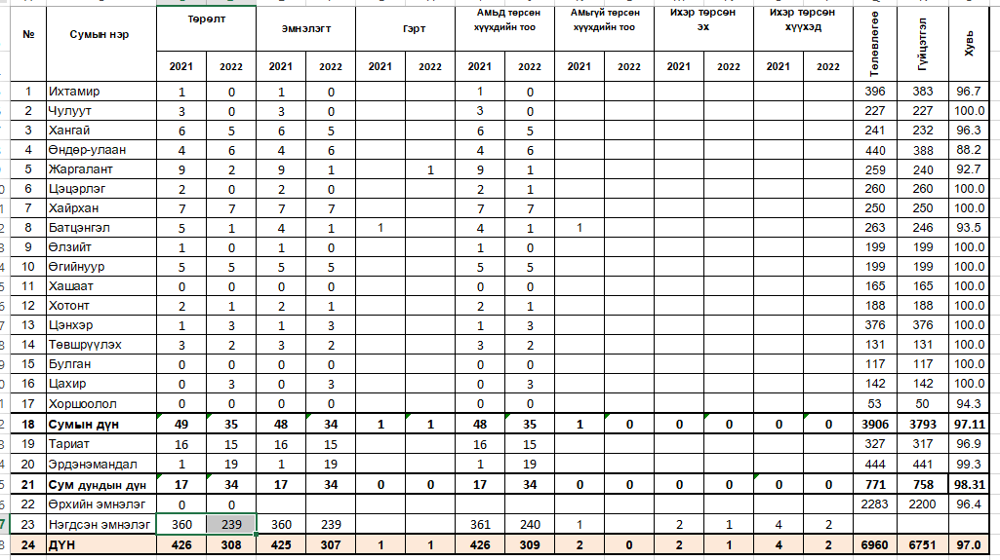 № Сумын нэр Төрөлт Эмнэлэгт Гэрт Амьд төрсөн хүүхдийн тоо Амьгүй төрсөн хүүхдийн тоо Ихэр төрсөн эх Ихэр төрсөн хүүхэд Төлөвлөгөө Гүйцэтгэл Хувь
2021 2022 2021 2022 2021 2022 2021 2022 2021 2022 2021 2022 2021 2022
1 Ихтамир 1 0 1 0 1 0 396 383 96.7
2 Чулуут 3 0 3 0 3 0 227 227 100.0
3 Хангай 6 5 6 5 6 5 241 232 96.3
4 Өндөр-улаан 4 6 4 6 4 6 440 388 88.2
5 Жаргалант 9 2 9 1 1 9 1 259 240 92.7
6 Цэцэрлэг 2 0 2 0 2 1 260 260 100.0
7 Хайрхан 7 7 7 7 7 7 250 250 100.0
8 Батцэнгэл 5 1 4 1 1 4 1 1 263 246 93.5
9 Өлзийт 1 0 1 0 1 0 199 199 100.0
10 Өгийнуур 5 5 5 5 5 5 199 199 100.0
11 Хашаат 0 0 0 0 0 0 165 165 100.0
12 Хотонт 2 1 2 1 2 1 188 188 100.0
13 Цэнхэр 1 3 1 3 1 3 376 376 100.0
14 Төвшрүүлэх 3 2 3 2 3 2 131 131 100.0
15 Булган 0 0 0 0 0 0 117 117 100.0
16 Цахир 0 3 0 3 0 3 142 142 100.0
17 Хоршоолол 0 0 0 0 0 0 53 50 94.3
18 Сумын дүн 49 35 48 34 1 1 48 35 1 0 0 0 0 0 3906 3793 97.11
19 Тариат 16 15 16 15 16 15 327 317 96.9
20 Эрдэнэмандал 1 19 1 19 1 19 444 441 99.3
21 Сум дундын дүн 17 34 17 34 0 0 17 34 0 0 0 0 0 0 771 758 98.31
22 Өрхийн эмнэлэг 0 0 2283 2200 96.4
23 Нэгдсэн эмнэлэг 360 239 360 239 361 240 1 2 1 4 2
24 ДҮН 426 308 425 307 1 1 426 309 2 0 2 1 4 2 6960 6751 97.0